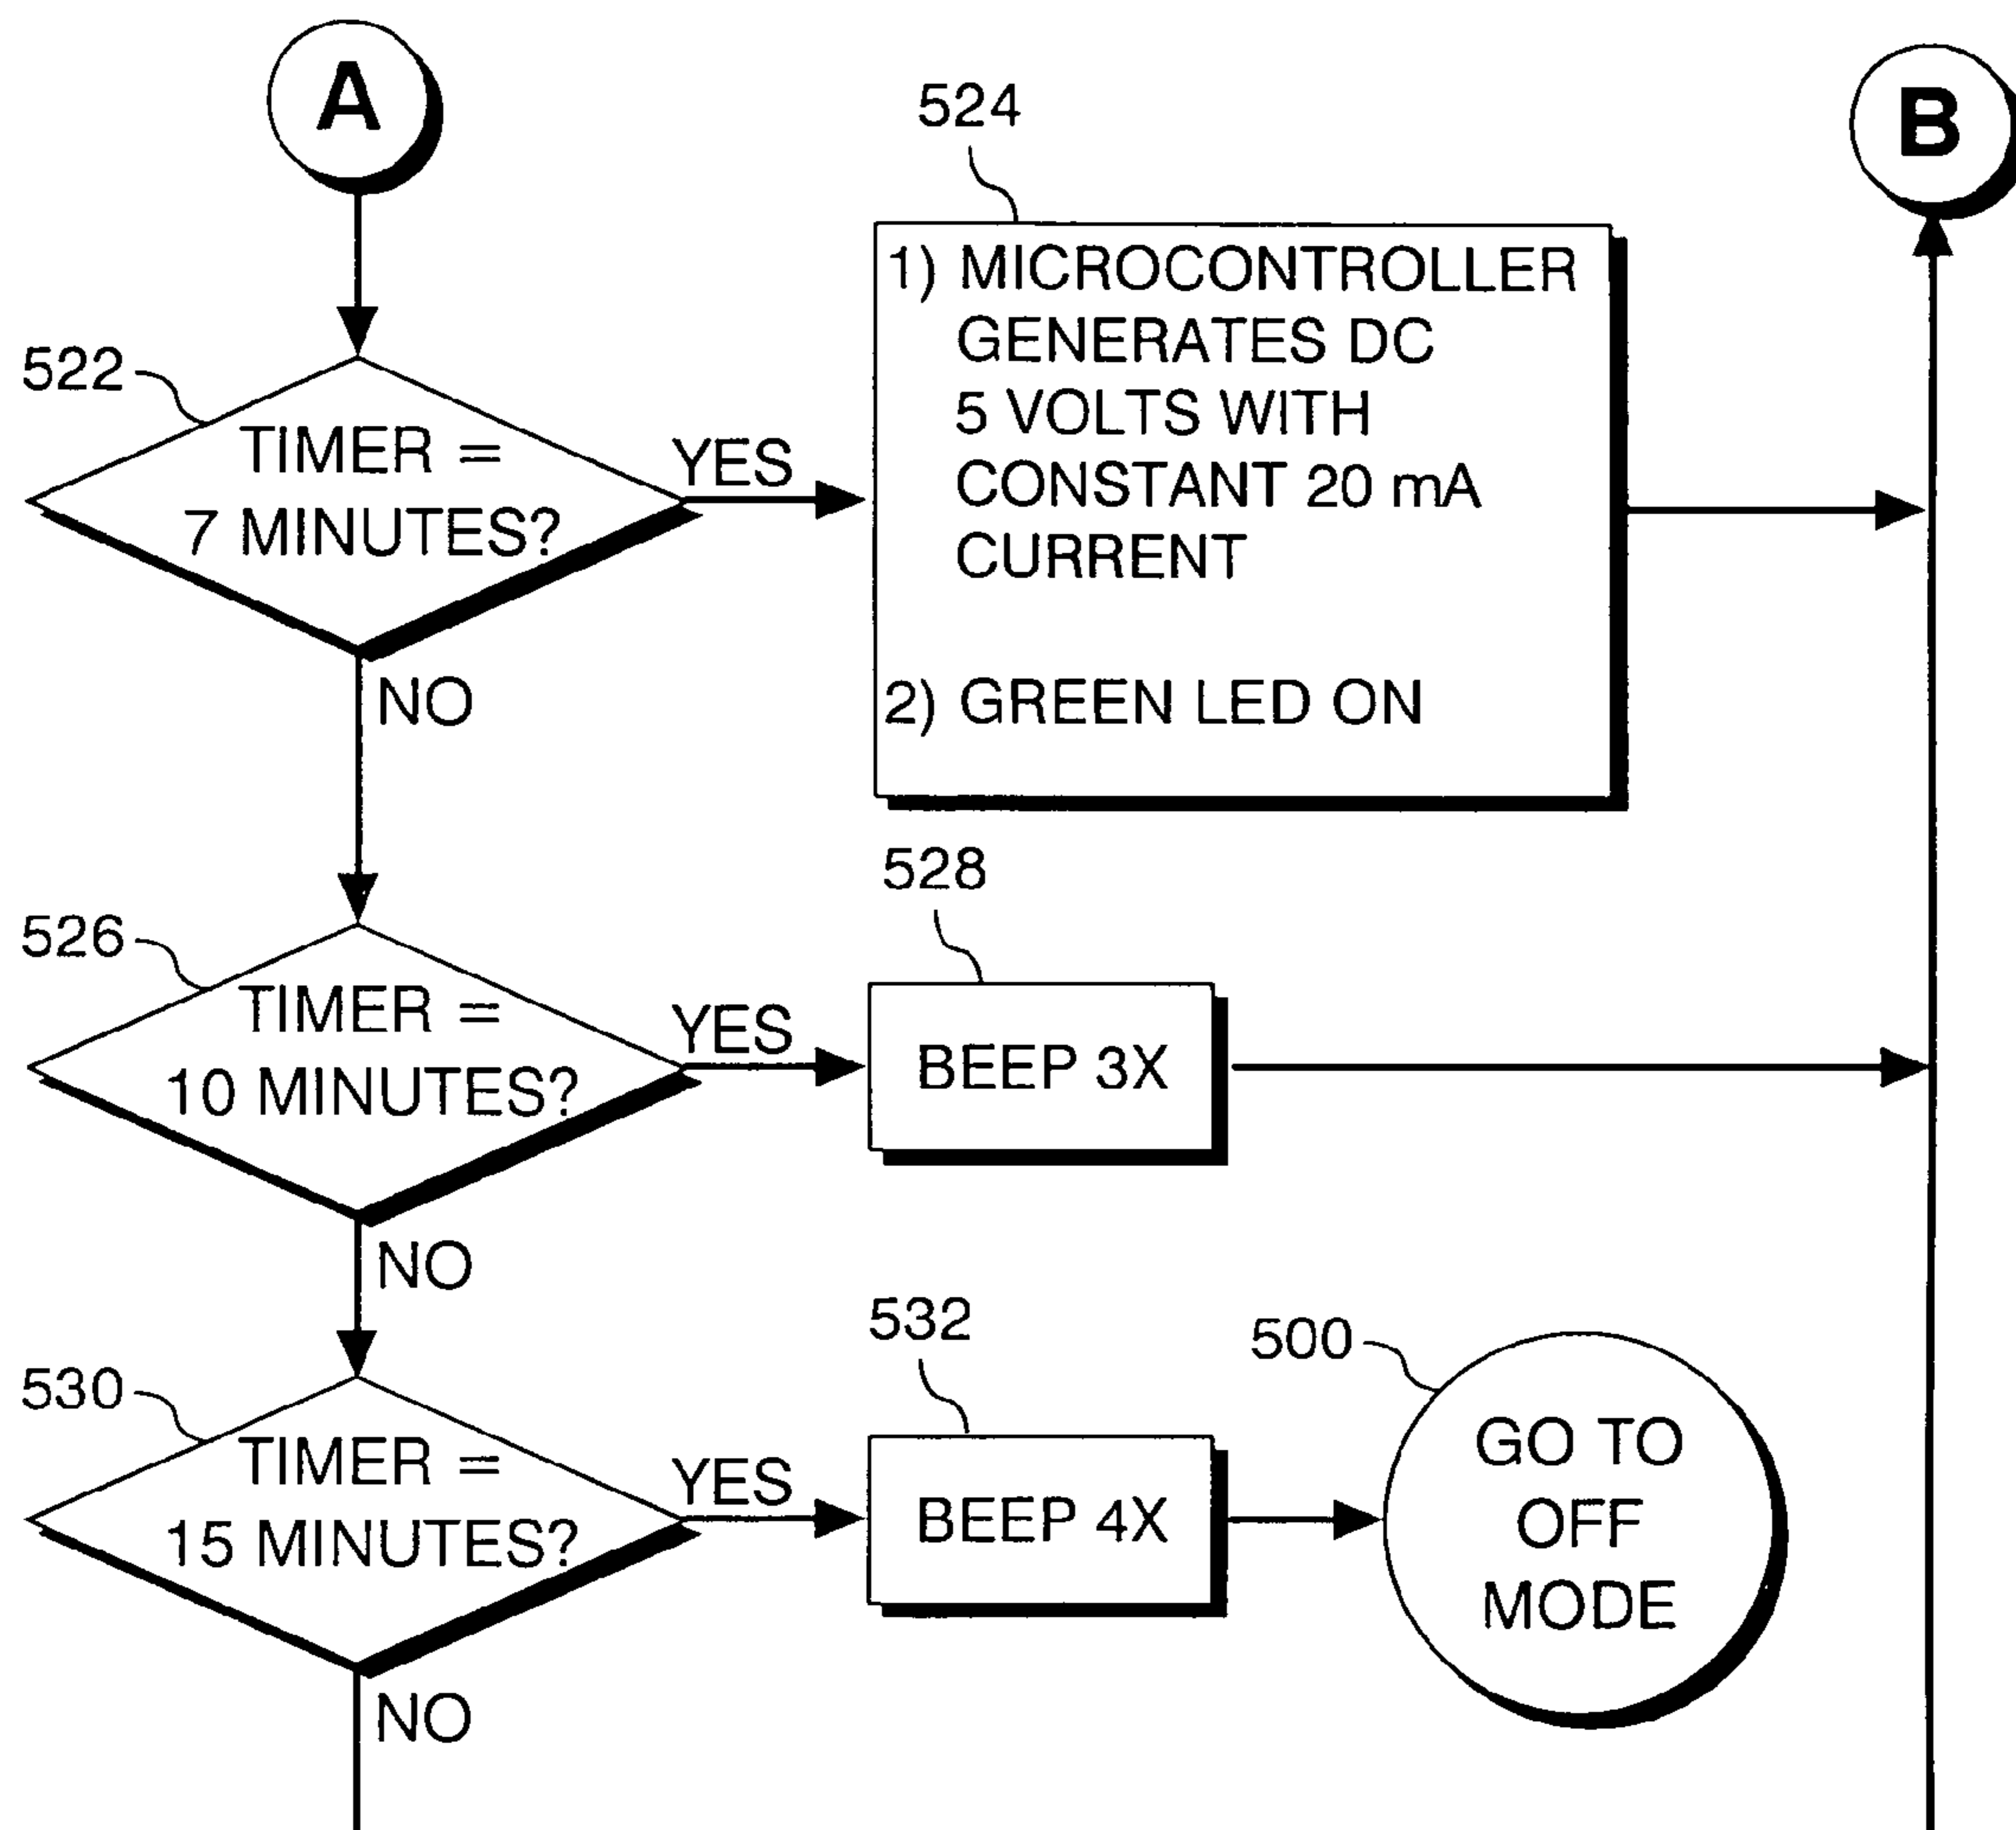 A
B
524
522
TIMER =
7 MINUTES?
YES
1) MICROCONTROLLER
GENERATES DC
5 VOLTS WITH
CONSTANT 20 mA
CURRENT
2) GREEN LED ON
NO
528
526
TIMER =
10 MINUTES?
YES
BEEP 3X
NO
532
500
530
TIMER =
15 MINUTES?
YES
BEEP 4X
GO TO
OFF
MODE
NO